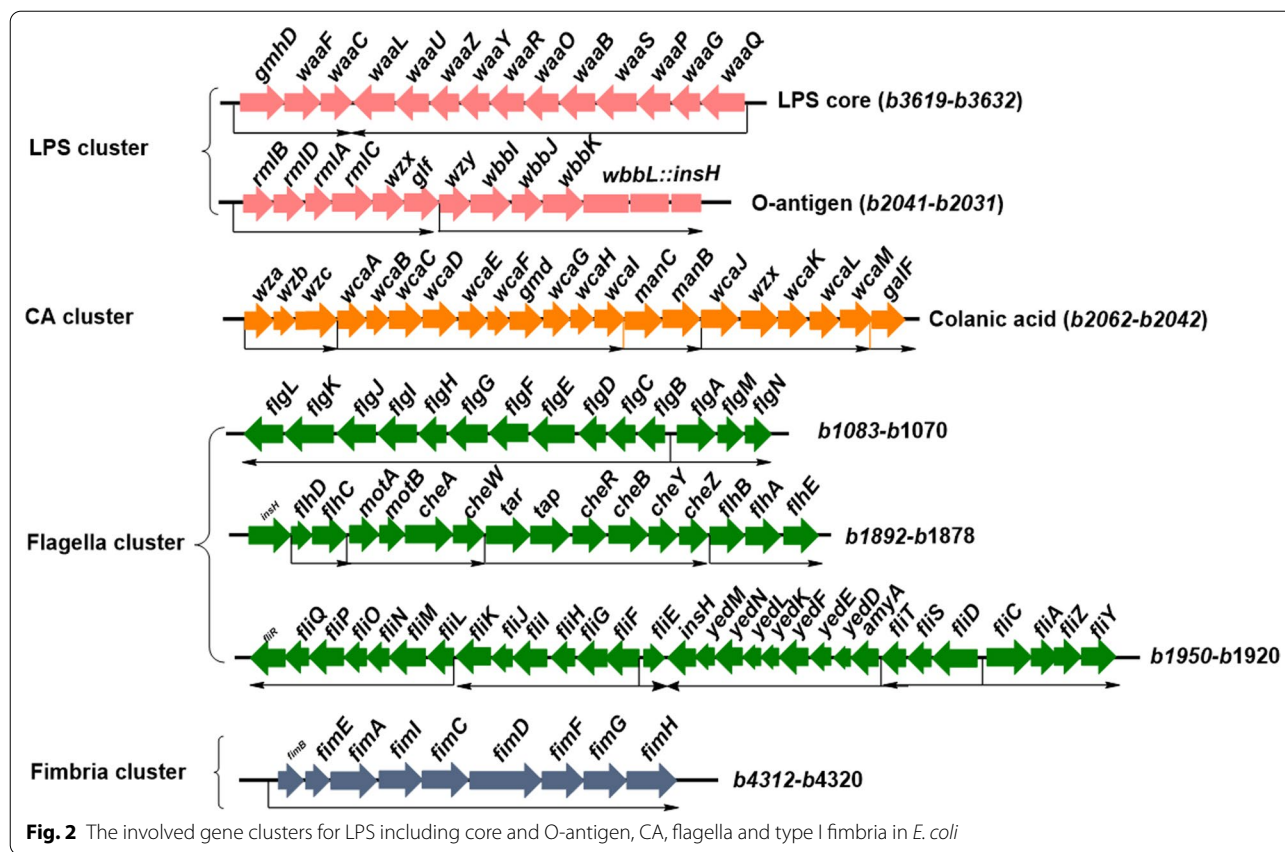 gmhD waaF waaC waaL waaU waaZ waaY waaR waaO waaB waaS waaP waaG waaQ
LPS core (b3619-b3632)
LPS cluster
rmlB rmlD rmlA rmlC wzx glf wzy wbbI wbbJ wbbK wbbL::insH
O-antigen (b2041-b2031)
wza wzb wzc wcaA wcaB wcaC wcaD wcaE wcaF gmd wcaG wcaH wcaI manC manB wcaJ wzx wcaK wcaL wcaM galF
CA cluster
Colanic acid (b2062-b2042)
flgL flgK flgJ flgI flgH flgG flgF flgE flgD flgC flgB flgA flgM flgN
b1083-b1070
insH flhD flhC motA motB cheA cheW tar tap cheR cheB cheY cheZ flhB flhA flhE
b1892-b1878
Flagella cluster
fliR fliQ fliP fliO fliN fliM fliL fliK fliJ fliI fliH fliG fliF fliE insH yedM yedN yedL yedK yedF yedE yedD amyA fliT fliS fliD fliC fliA fliZ fliY
b1950-b1920
fimB fimE fimA fimI fimC fimD fimF fimG fimH
Fimbria cluster
b4312-b4320
Fig. 2 The involved gene clusters for LPS including core and O-antigen, CA, flagella and type I fimbria in E. coli